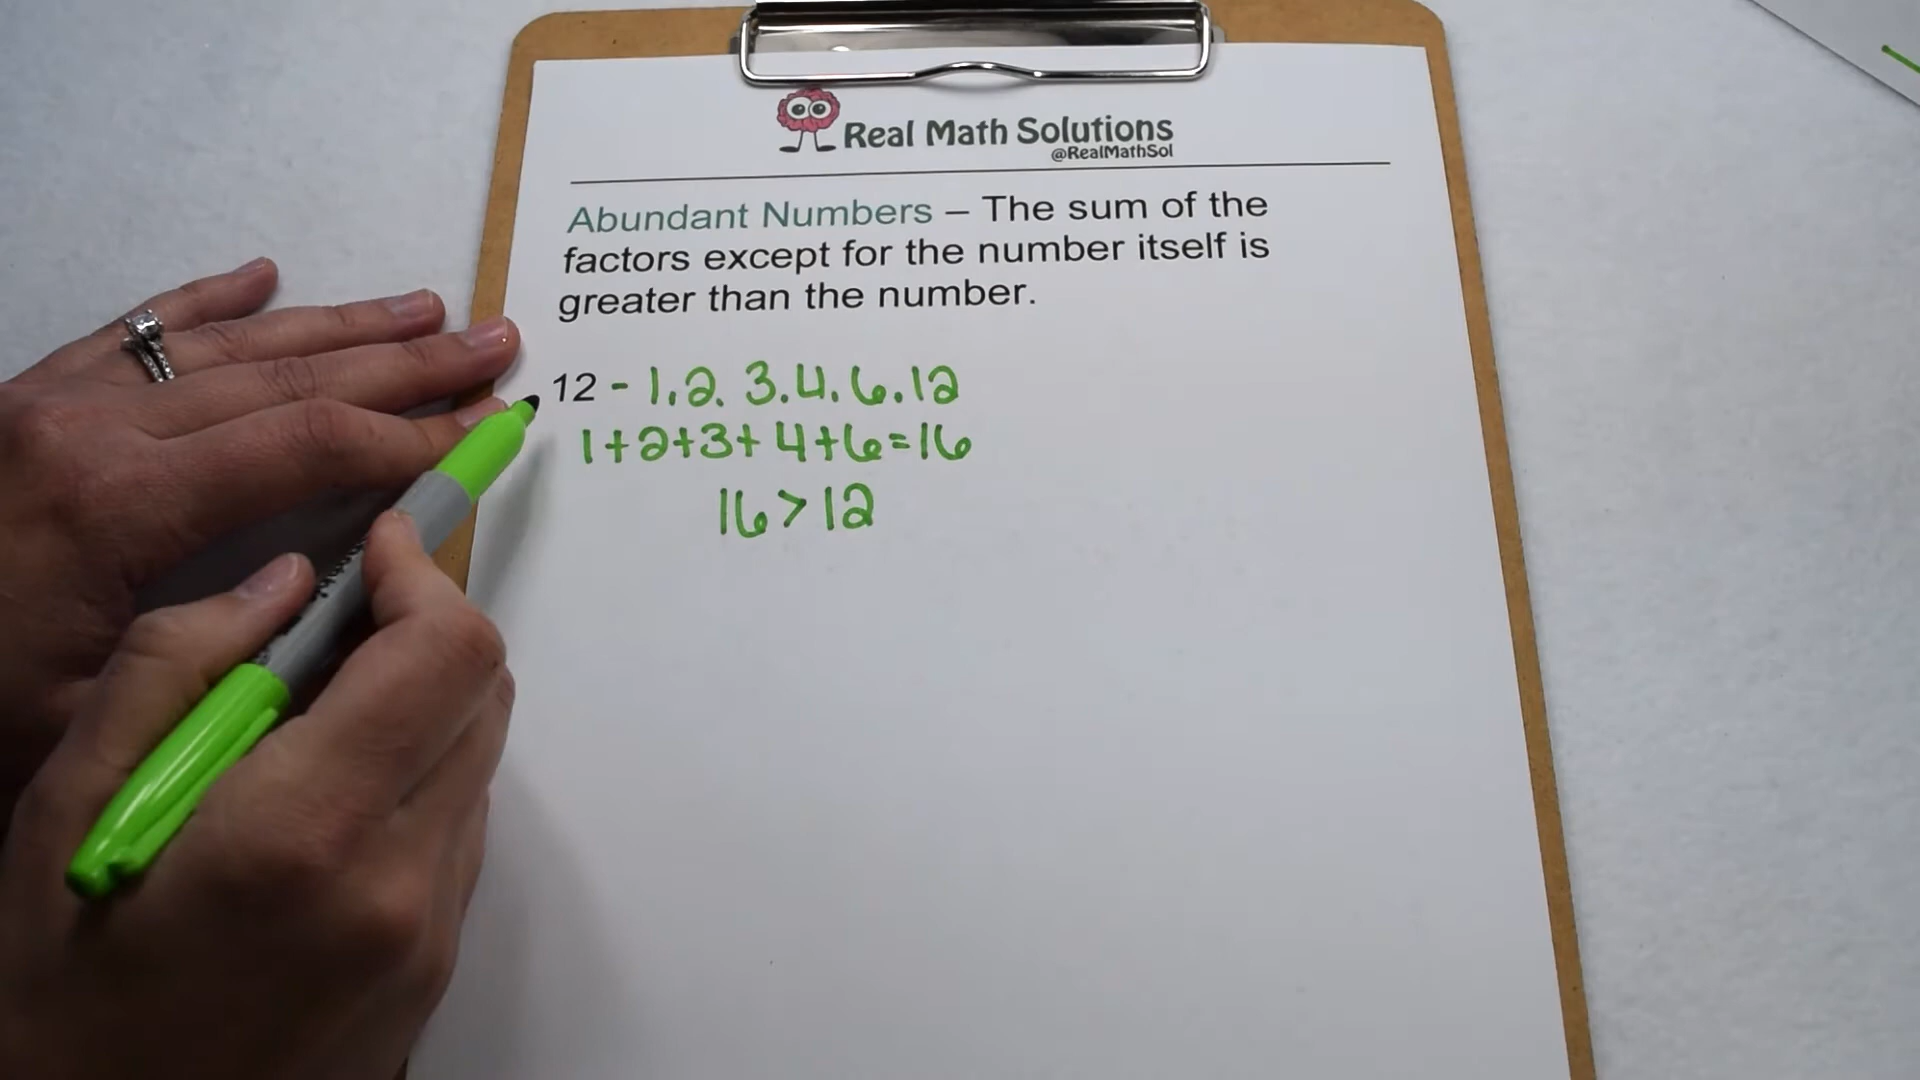 Real Math Solutions
@RealMathSol
Abundant Numbers – The sum of the
factors except for the number itself is
greater than the number.
12 - 1, 2, 3, 4, 6, 12
1+2+3+4+6=16
16>12